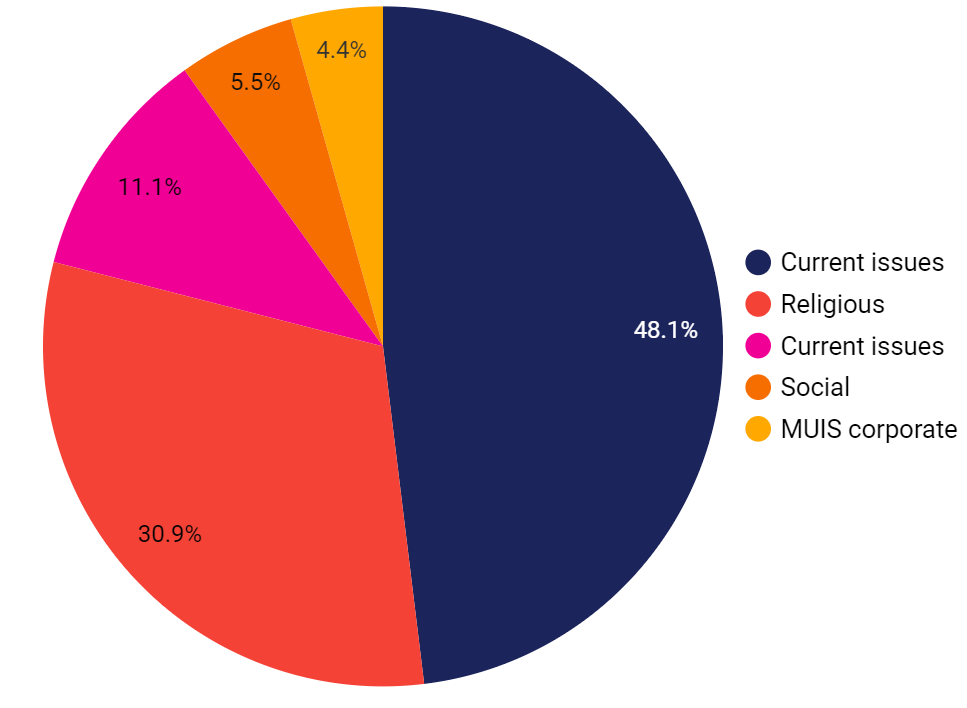 4.4%
5.5%
11.1%
48.1%
30.9%
Current issues
Religious
Current issues
Social
MUIS corporate